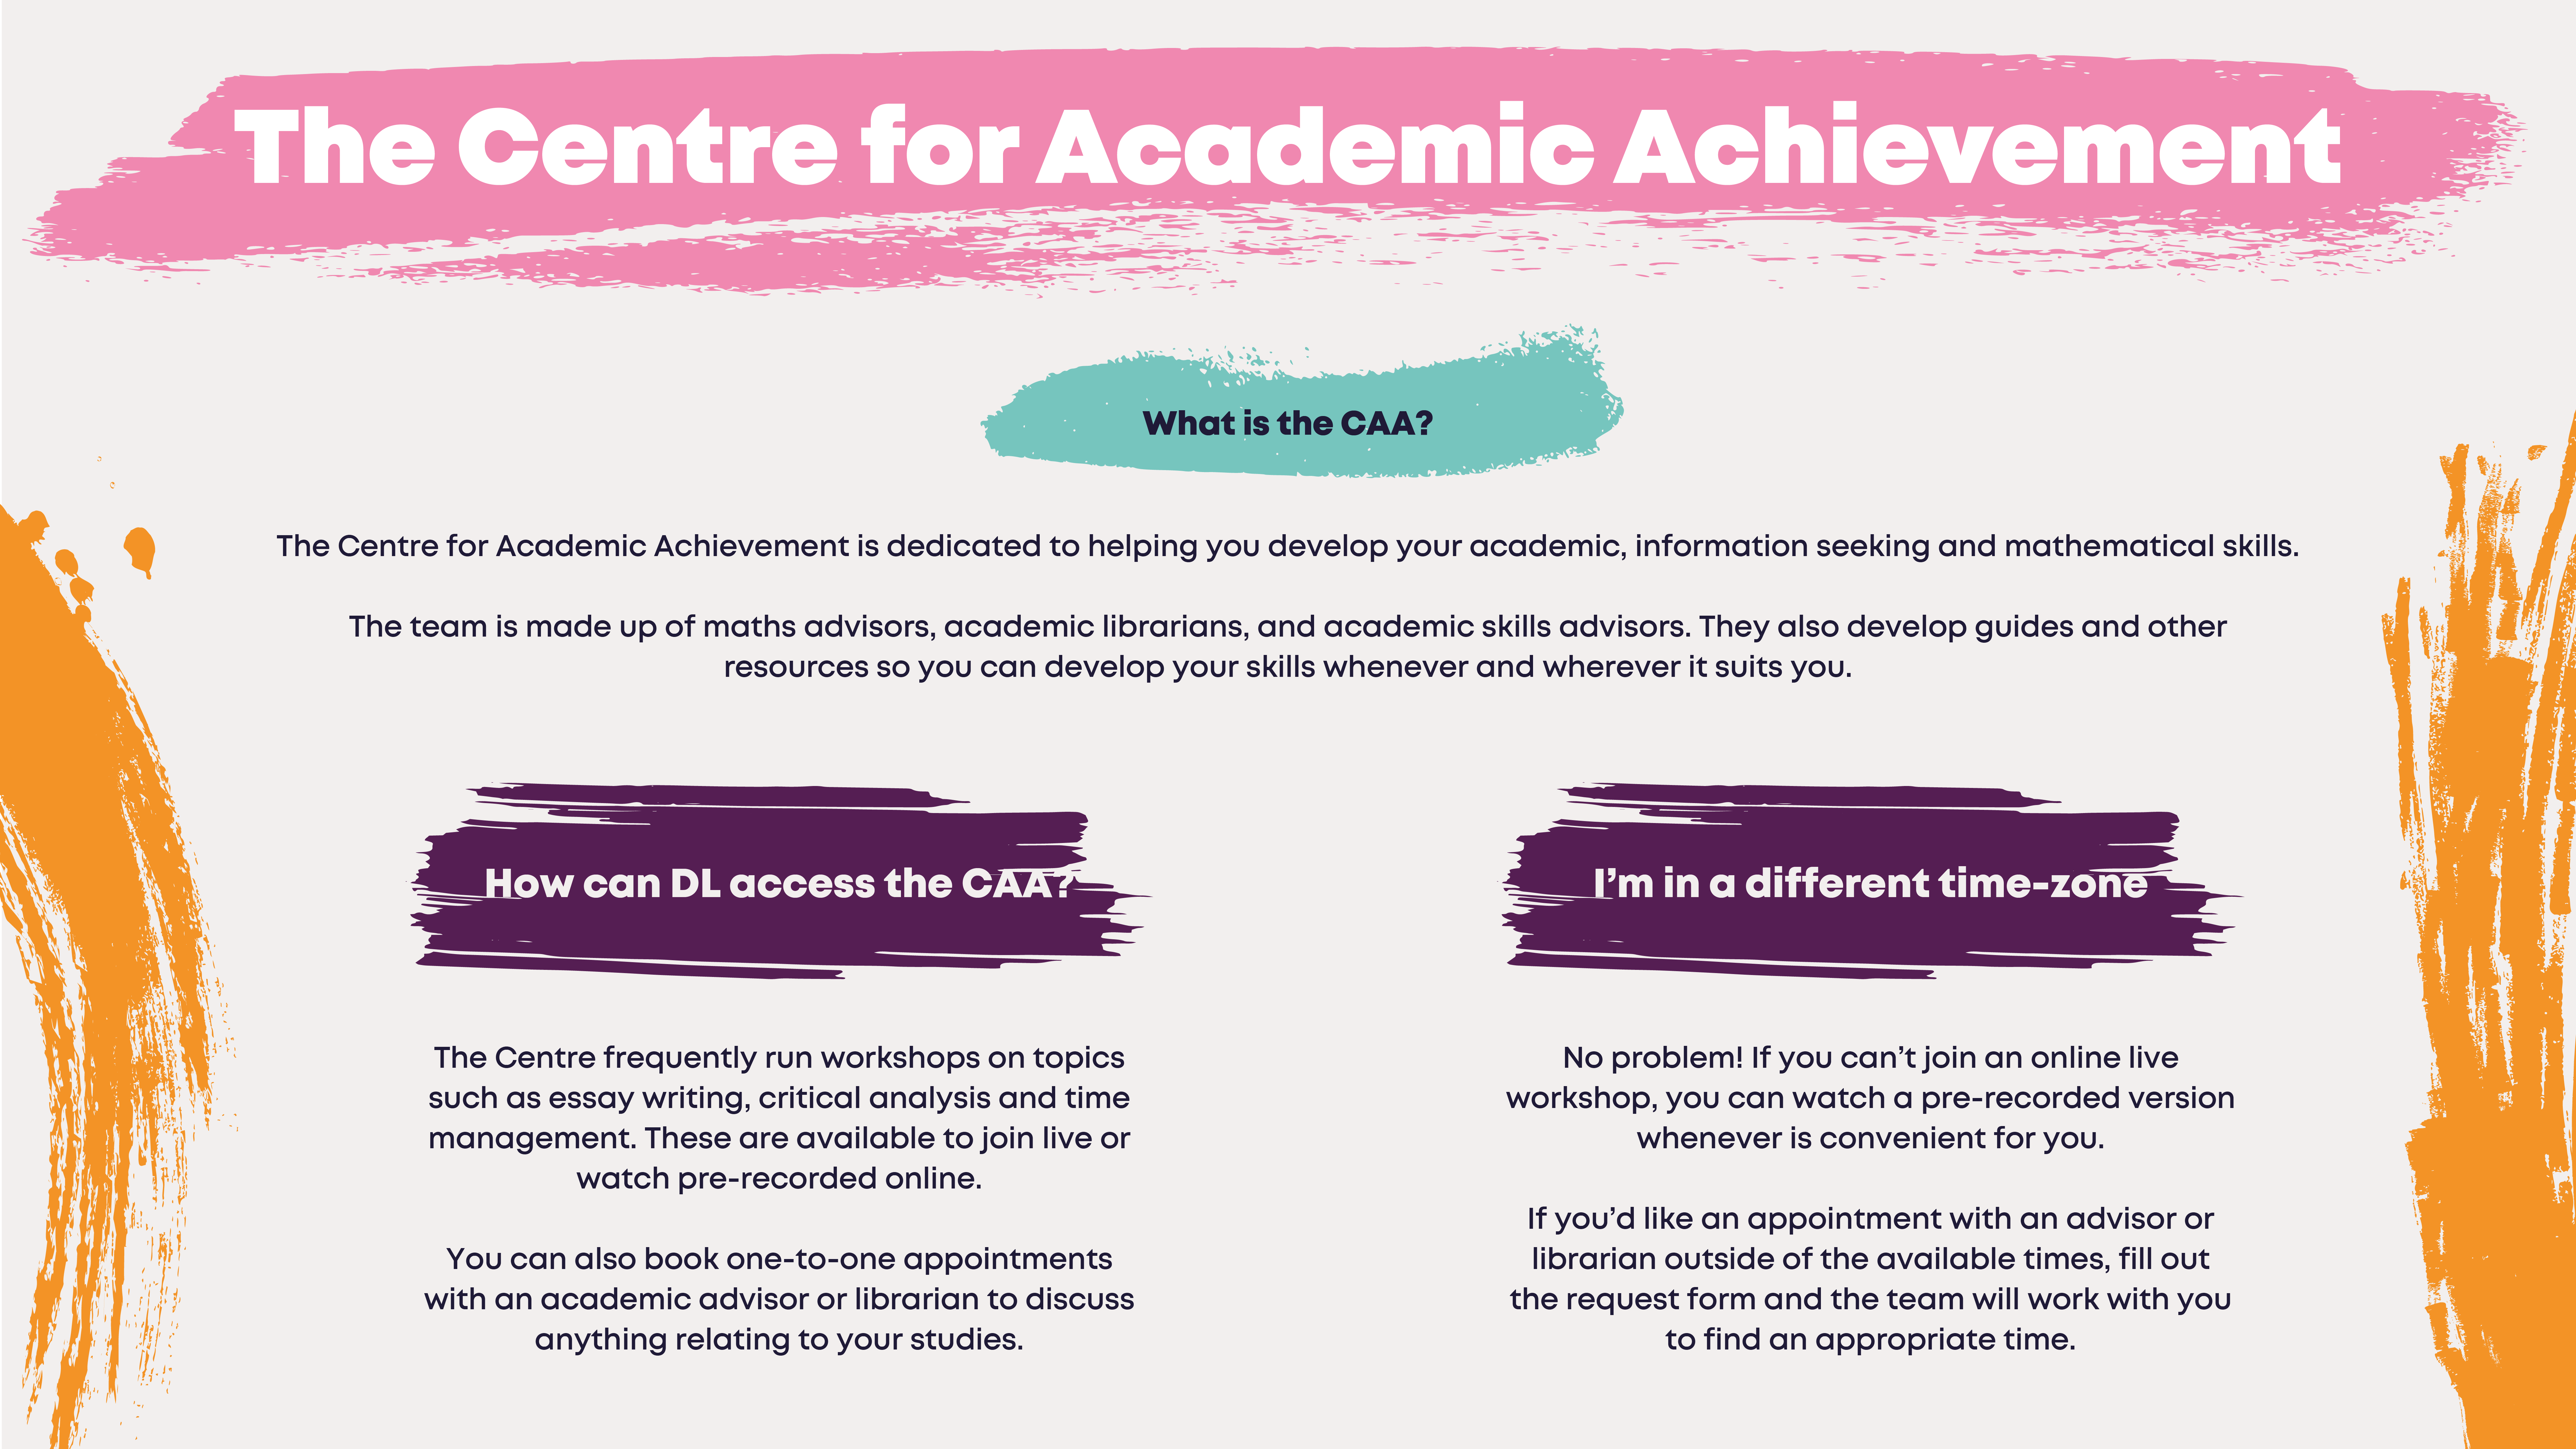 The Centre for Academic Achievement
What is the CAA?
The Centre for Academic Achievement is dedicated to helping you develop your academic, information seeking and mathematical skills.
The team is made up of maths advisors, academic librarians, and academic skills advisors. They also develop guides and other
resources so you can develop your skills whenever and wherever it suits you.
How can DL access the CAA?
The Centre frequently run workshops on topics
such as essay writing, critical analysis and time
management. These are available to join live or
watch pre-recorded online.
You can also book one-to-one appointments
with an academic advisor or librarian to discuss
anything relating to your studies.
I’m in a different time-zone
No problem! If you can’t join an online live
workshop, you can watch a pre-recorded version
whenever is convenient for you.
If you’d like an appointment with an advisor or
librarian outside of the available times, fill out
the request form and the team will work with you
to find an appropriate time.